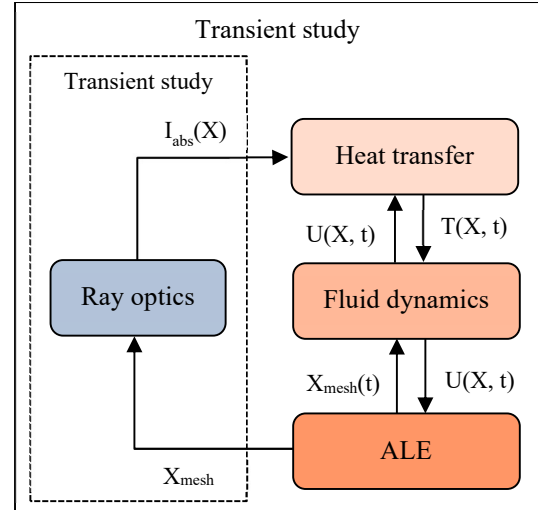 Transient study
Transient study
I_abs(X)
Heat transfer
U(X, t)
T(X, t)
Ray optics
Fluid dynamics
X_mesh(t)
U(X, t)
ALE
X_mesh